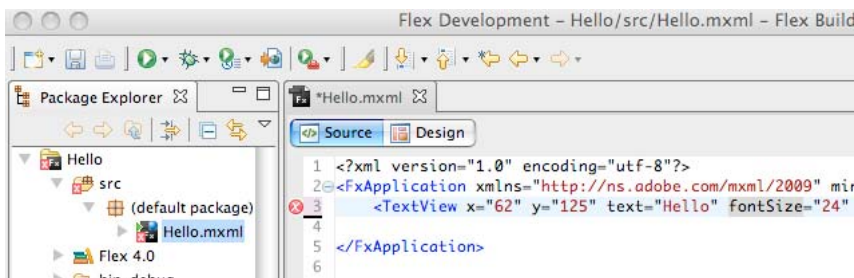 Flex Development – Hello/src/Hello.mxml – Flex Build
Package Explorer
*Hello.mxml
Source Design
Hello
src
(default package)
Hello.mxml
Flex 4.0
1 <?xml version="1.0" encoding="utf-8"?>
2 <FxApplication xmlns="http://ns.adobe.com/mxml/2009" mi
3 <TextView x="62" y="125" text="Hello" fontSize="24"
4
5 </FxApplication>
6